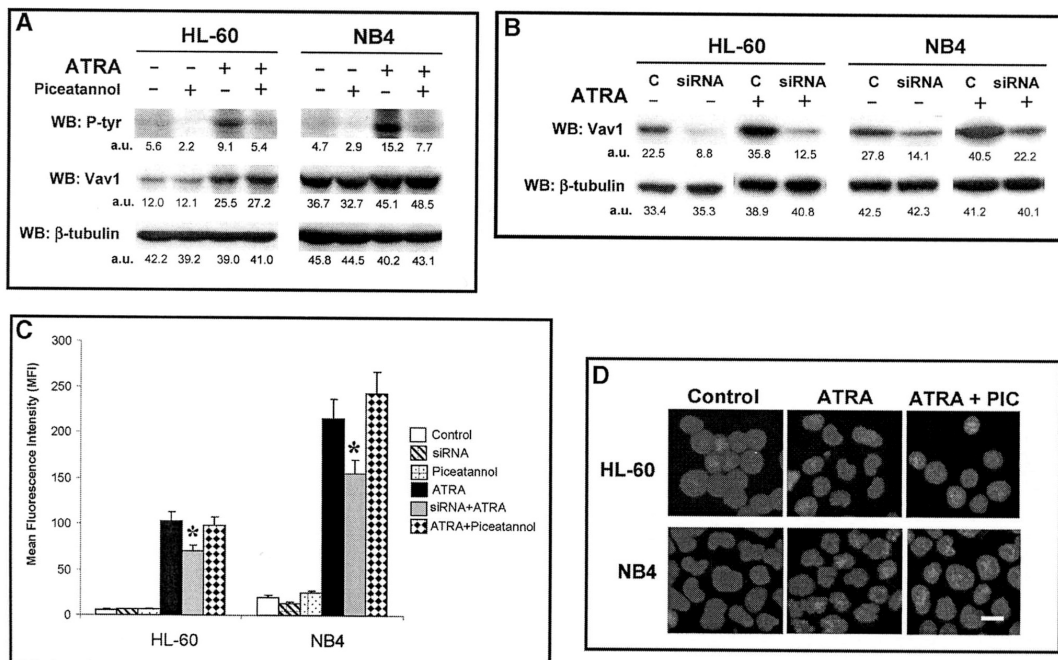 A
HL-60 NB4
ATRA - - + + - - + +
Piceatannol - + - + - + - +
WB: P-tyr
a.u. 5.6 2.2 9.1 5.4 4.7 2.9 15.2 7.7
WB: Vav1
a.u. 12.0 12.1 25.5 27.2 36.7 32.7 45.1 48.5
WB: β-tubulin
a.u. 42.2 39.2 39.0 41.0 45.8 44.5 40.2 43.1
B
HL-60 NB4
C siRNA C siRNA C siRNA C siRNA
ATRA - - + + - - + +
WB: Vav1
a.u. 22.5 8.8 35.8 12.5 27.8 14.1 40.5 22.2
WB: β-tubulin
a.u. 33.4 35.3 38.9 40.8 42.5 42.3 41.2 40.1
C
Mean Fluorescence Intensity (MFI)
300
250
200
150
100
50
0
* *
HL-60 NB4
Control
siRNA
Piceatannol
ATRA
siRNA+ATRA
ATRA+Piceatannol
D
Control ATRA ATRA + PIC
HL-60
NB4